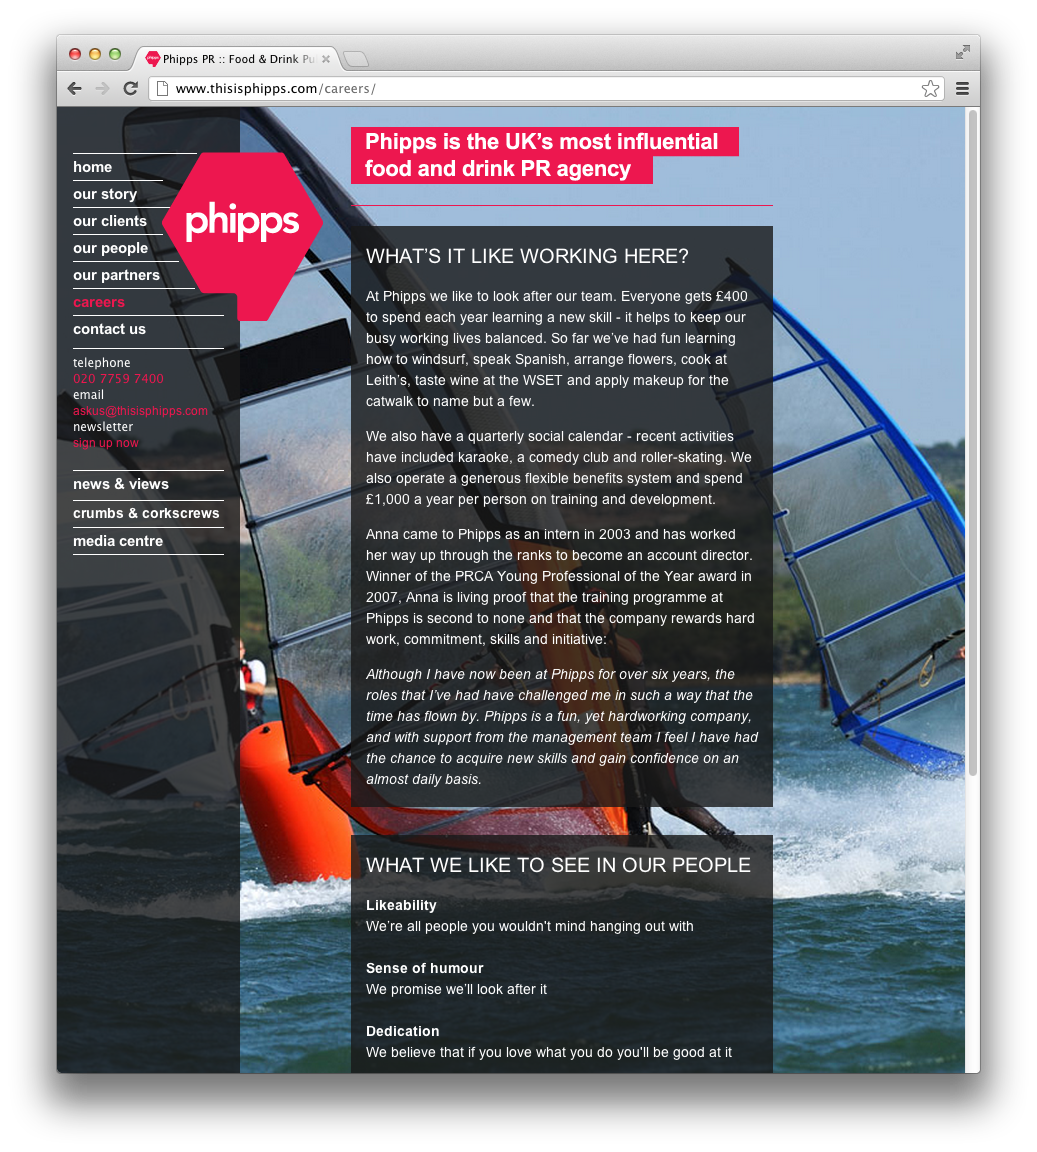 Phipps PR :: Food & Drink Pu
www.thisisphipps.com/careers/
home
our story
our clients
our people
our partners
careers
contact us
telephone
020 7759 7400
email
askus@thisisphipps.com
newsletter
sign up now
news & views
crumbs & corkscrews
media centre
phipps
Phipps is the UK’s most influential
food and drink PR agency
WHAT’S IT LIKE WORKING HERE?
At Phipps we like to look after our team. Everyone gets £400
to spend each year learning a new skill - it helps to keep our
busy working lives balanced. So far we’ve had fun learning
how to windsurf, speak Spanish, arrange flowers, cook at
Leith’s, taste wine at the WSET and apply makeup for the
catwalk to name but a few.
We also have a quarterly social calendar - recent activities
have included karaoke, a comedy club and roller-skating. We
also operate a generous flexible benefits system and spend
£1,000 a year per person on training and development.
Anna came to Phipps as an intern in 2003 and has worked
her way up through the ranks to become an account director.
Winner of the PRCA Young Professional of the Year award in
2007, Anna is living proof that the training programme at
Phipps is second to none and that the company rewards hard
work, commitment, skills and initiative:
Although I have now been at Phipps for over six years, the
roles that I’ve had have challenged me in such a way that the
time has flown by. Phipps is a fun, yet hardworking company,
and with support from the management team I feel I have had
the chance to acquire new skills and gain confidence on an
almost daily basis.
WHAT WE LIKE TO SEE IN OUR PEOPLE
Likeability
We’re all people you wouldn't mind hanging out with
Sense of humour
We promise we’ll look after it
Dedication
We believe that if you love what you do you'll be good at it